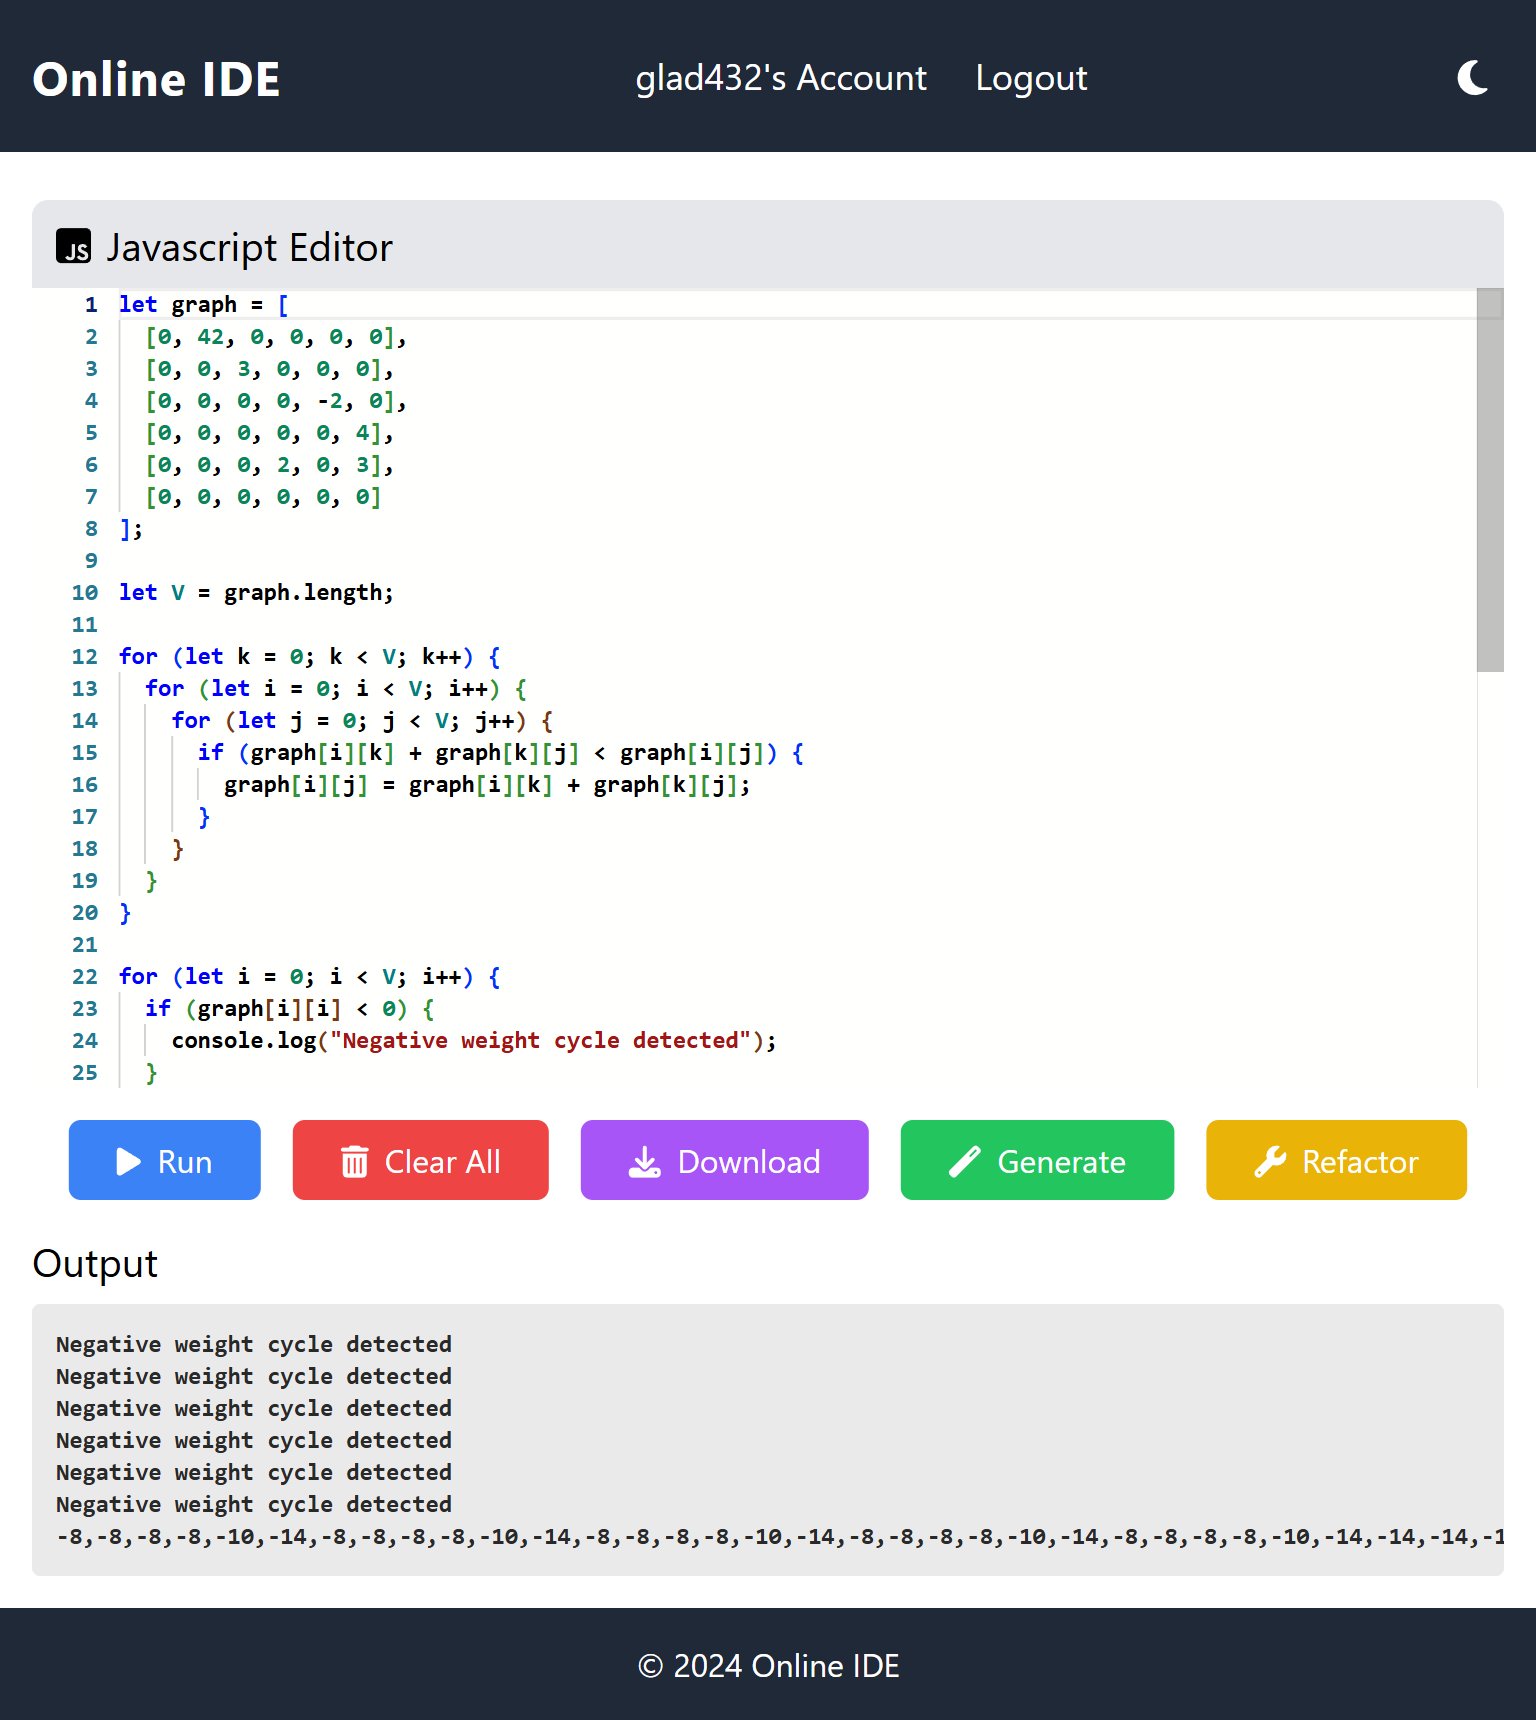 Online IDE
glad432's Account Logout
JS Javascript Editor
1 let graph = [
2 [0, 42, 0, 0, 0, 0],
3 [0, 0, 3, 0, 0, 0],
4 [0, 0, 0, 0, -2, 0],
5 [0, 0, 0, 0, 0, 4],
6 [0, 0, 0, 2, 0, 3],
7 [0, 0, 0, 0, 0, 0]
8 ];
9
10 let V = graph.length;
11
12 for (let k = 0; k < V; k++) {
13 for (let i = 0; i < V; i++) {
14 for (let j = 0; j < V; j++) {
15 if (graph[i][k] + graph[k][j] < graph[i][j]) {
16 graph[i][j] = graph[i][k] + graph[k][j];
17 }
18 }
19 }
20 }
21
22 for (let i = 0; i < V; i++) {
23 if (graph[i][i] < 0) {
24 console.log("Negative weight cycle detected");
25 }
Run Clear All Download Generate Refactor
Output
Negative weight cycle detected
Negative weight cycle detected
Negative weight cycle detected
Negative weight cycle detected
Negative weight cycle detected
Negative weight cycle detected
-8,-8,-8,-8,-10,-14,-8,-8,-8,-8,-10,-14,-8,-8,-8,-8,-10,-14,-8,-8,-8,-8,-10,-14,-8,-8,-8,-8,-10,-14,-14,-14,-1
© 2024 Online IDE